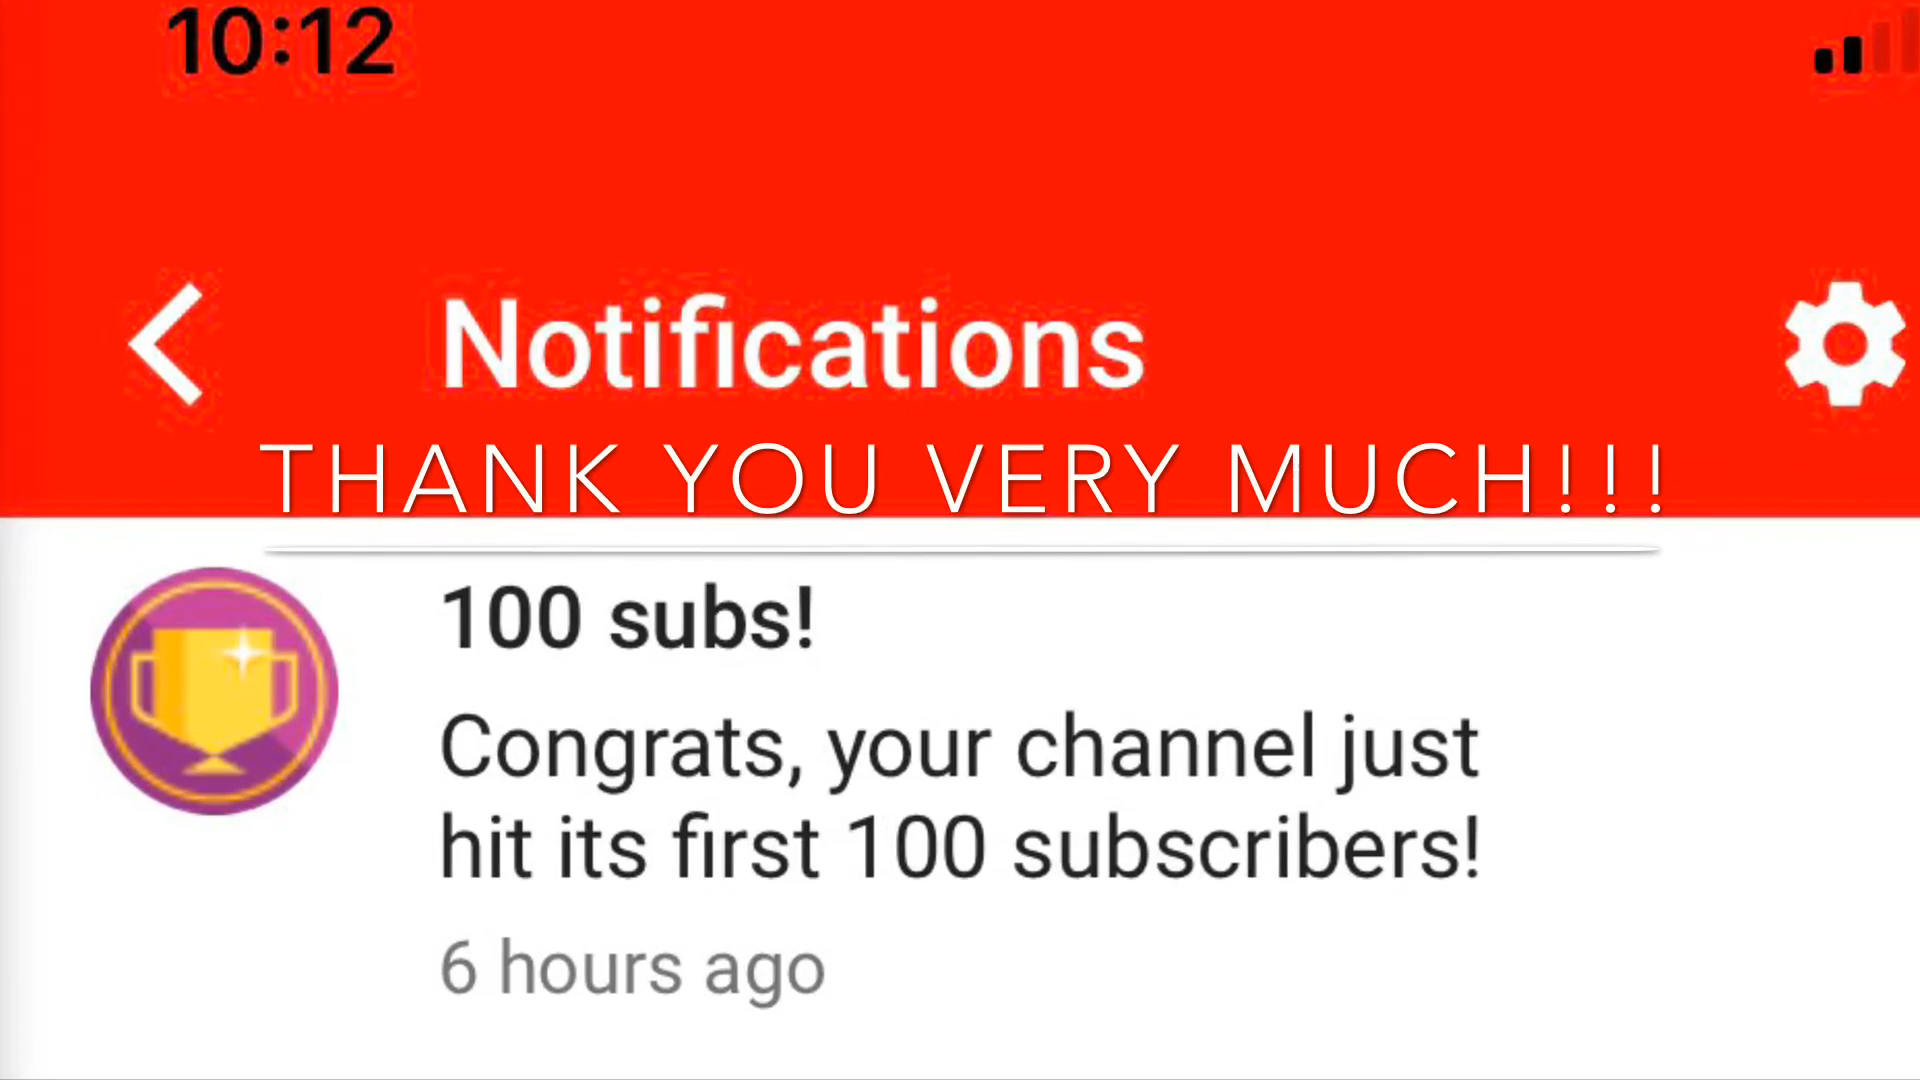 10:12
Notifications
THANK YOU VERY MUCH!!!
100 subs!
Congrats, your channel just
hit its first 100 subscribers!
6 hours ago